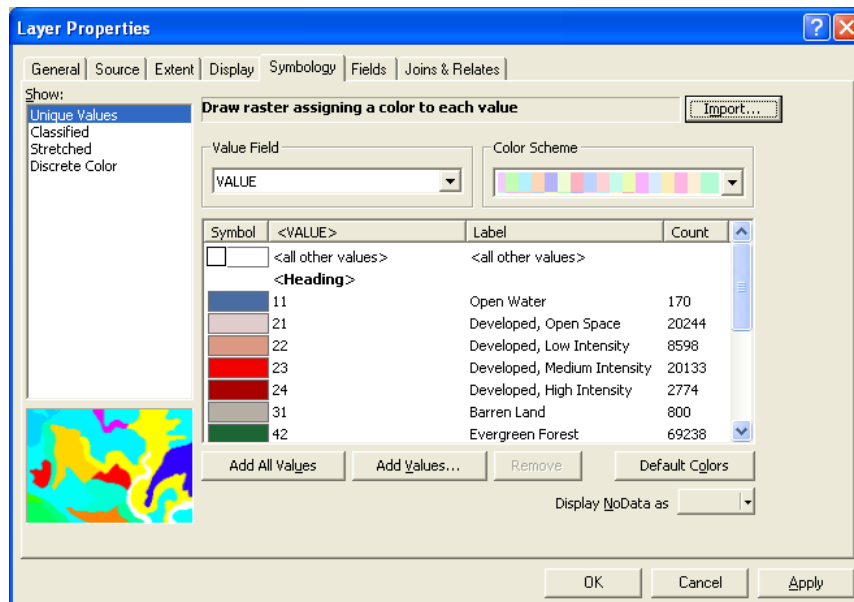 Layer Properties
General Source Extent Display Symbology Fields Joins & Relates
Show:
Unique Values
Classified
Stretched
Discrete Color
Draw raster assigning a color to each value
Import...
Value Field
VALUE
Color Scheme
Symbol <VALUE> Label Count
<all other values> <all other values>
<Heading>
11 Open Water 170
21 Developed, Open Space 20244
22 Developed, Low Intensity 8598
23 Developed, Medium Intensity 20133
24 Developed, High Intensity 2774
31 Barren Land 800
42 Evergreen Forest 69238
Add All Values Add Values... Remove Default Colors
Display NoData as
OK Cancel Apply